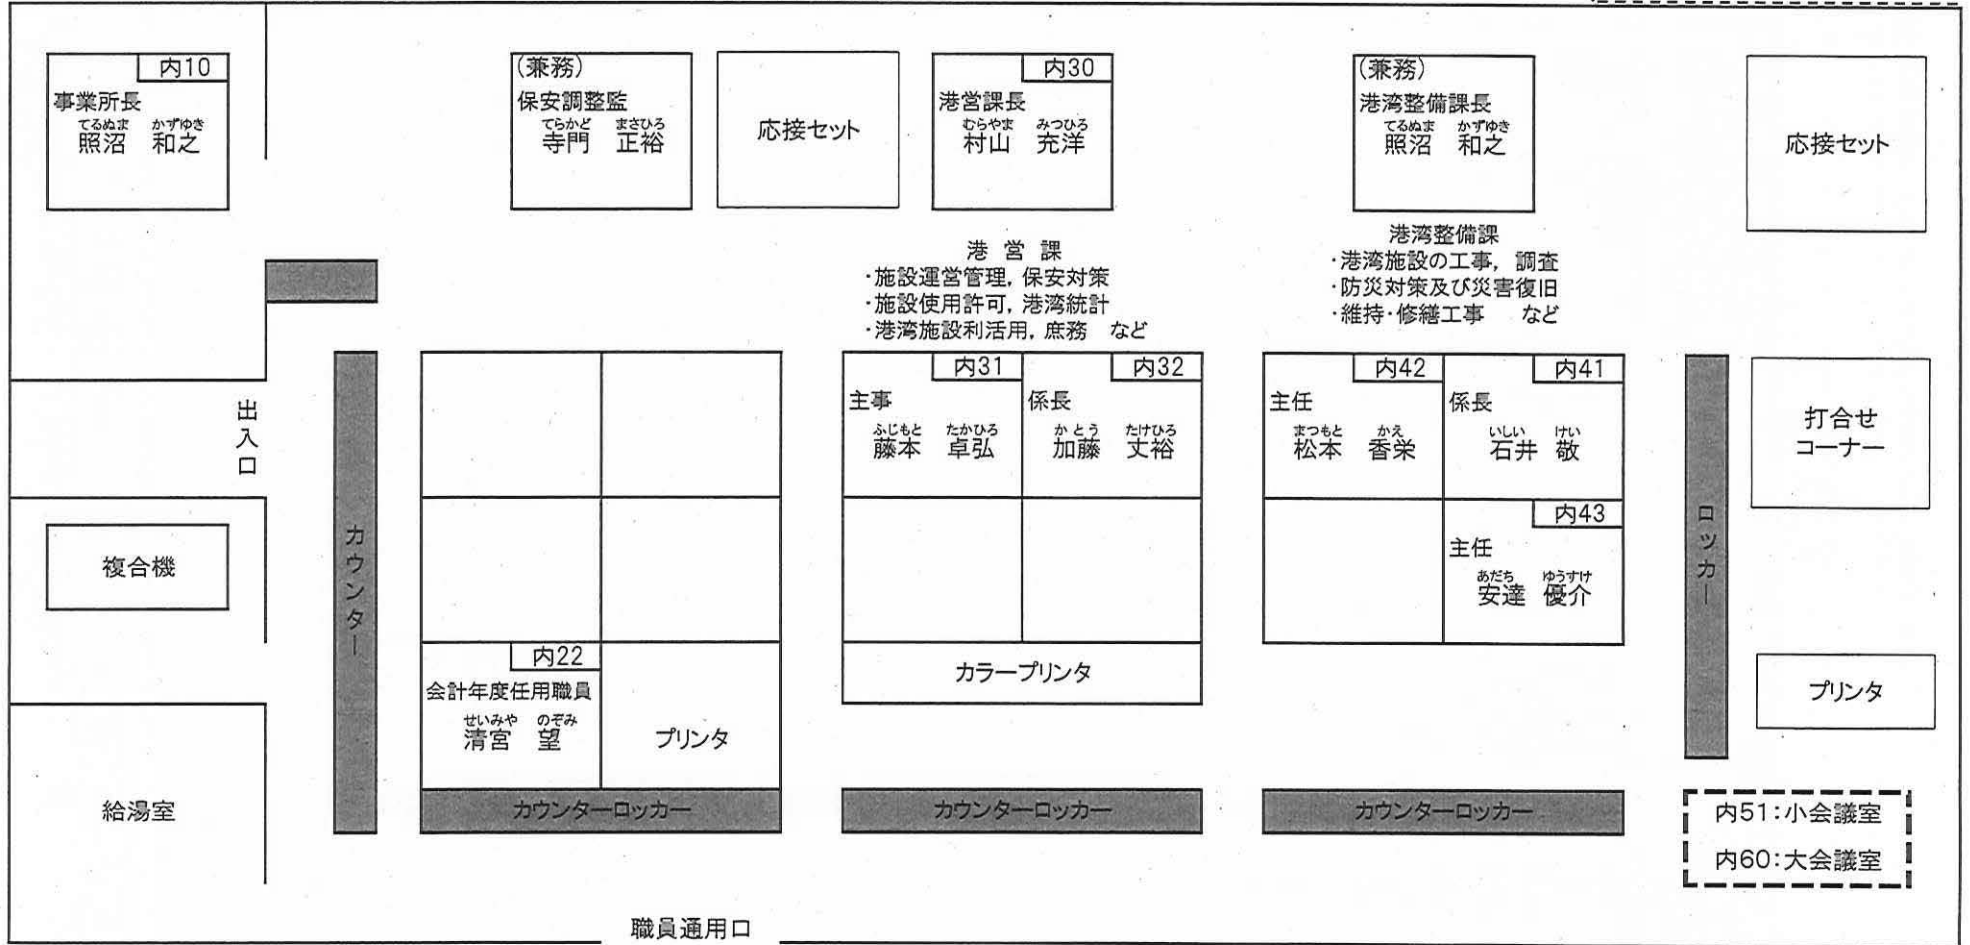 内10
事業所長
てるぬま かずゆき
照沼 和之
(兼務)
保安調整監
てらかど まさひろ
寺門 正裕
応接セット
内30
港営課長
むらやま みつひろ
村山 充洋
(兼務)
港湾整備課長
てるぬま かずゆき
照沼 和之
応接セット
港 営 課
・施設運営管理，保安対策
・施設使用許可，港湾統計
・港湾施設利活用，庶務 など
港湾整備課
・港湾施設の工事，調査
・防災対策及び災害復旧
・維持・修繕工事 など
出入口
カウンター
内31
主事
ふじもと たかひろ
藤本 卓弘
内32
係長
かとう たけひろ
加藤 丈裕
内42
主任
まつもと かえ
松本 香栄
内41
係長
いしい けい
石井 敬
ロッカー
打合せ
コーナー
複合機
内43
主任
あだち ゆうすけ
安達 優介
内22
会計年度任用職員
せいみや のぞみ
清宮 望
プリンタ
カラープリンタ
プリンタ
給湯室
カウンターロッカー
カウンターロッカー
カウンターロッカー
内51：小会議室
内60：大会議室
職員通用口